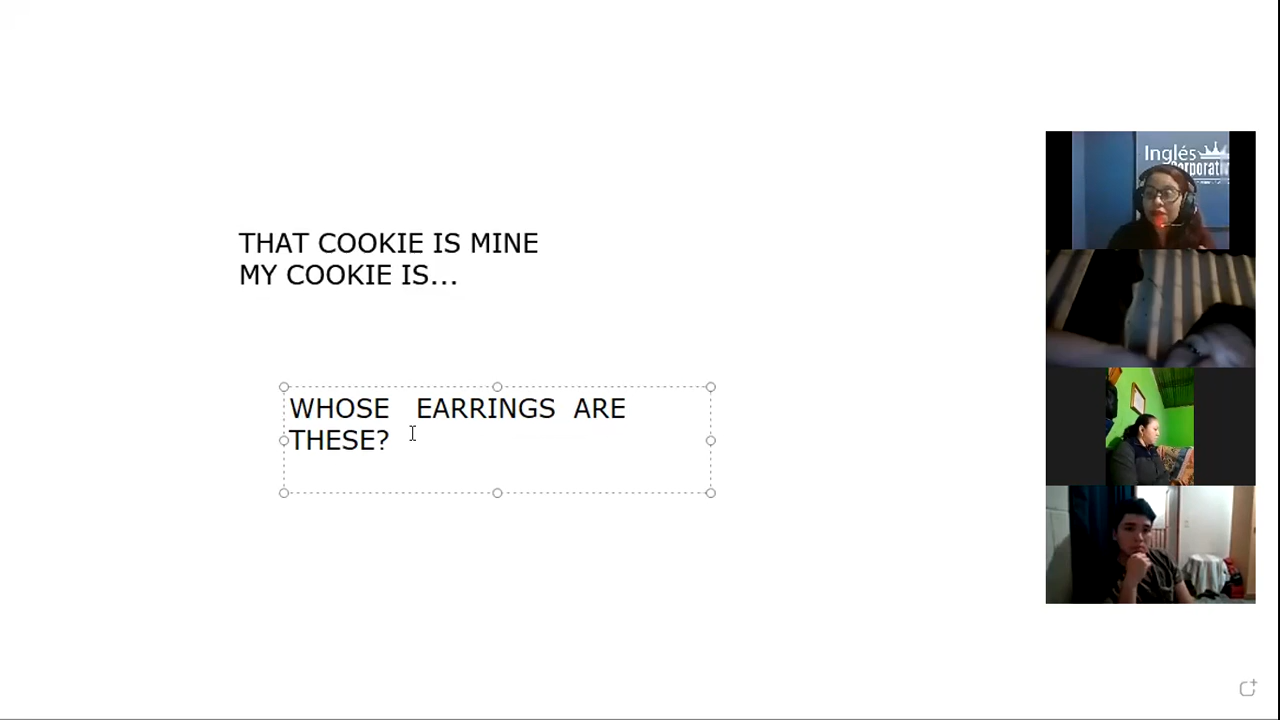 THAT COOKIE IS MINE
MY COOKIE IS...
WHOSE EARRINGS ARE
THESE?
Inglés